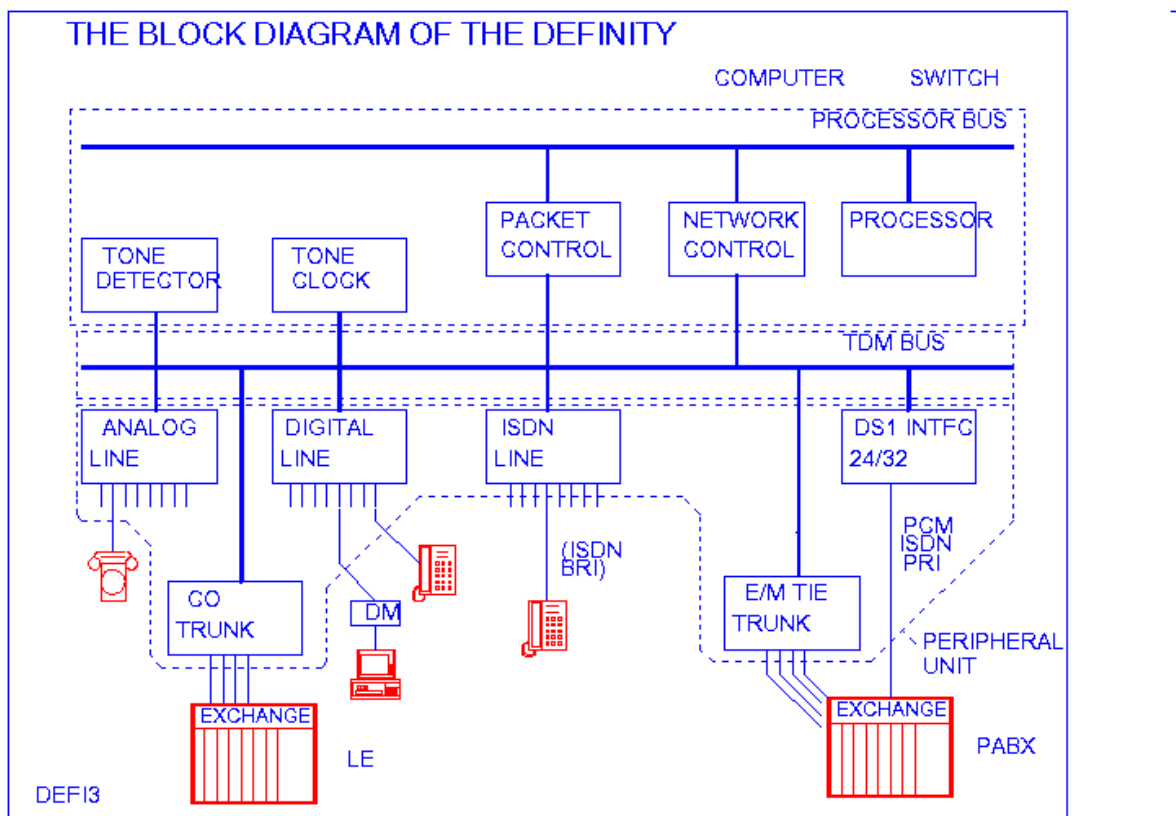 THE BLOCK DIAGRAM OF THE DEFINITY
COMPUTER SWITCH
PROCESSOR BUS
PACKET
CONTROL
NETWORK
CONTROL
PROCESSOR
TONE
DETECTOR
TONE
CLOCK
TDM BUS
ANALOG
LINE
DIGITAL
LINE
ISDN
LINE
DS1 INTFC
24/32
(ISDN
BRI)
PCM
ISDN
PRI
CO
TRUNK
DM
E/M TIE
TRUNK
PERIPHERAL
UNIT
EXCHANGE
LE
EXCHANGE
PABX
DEFI3